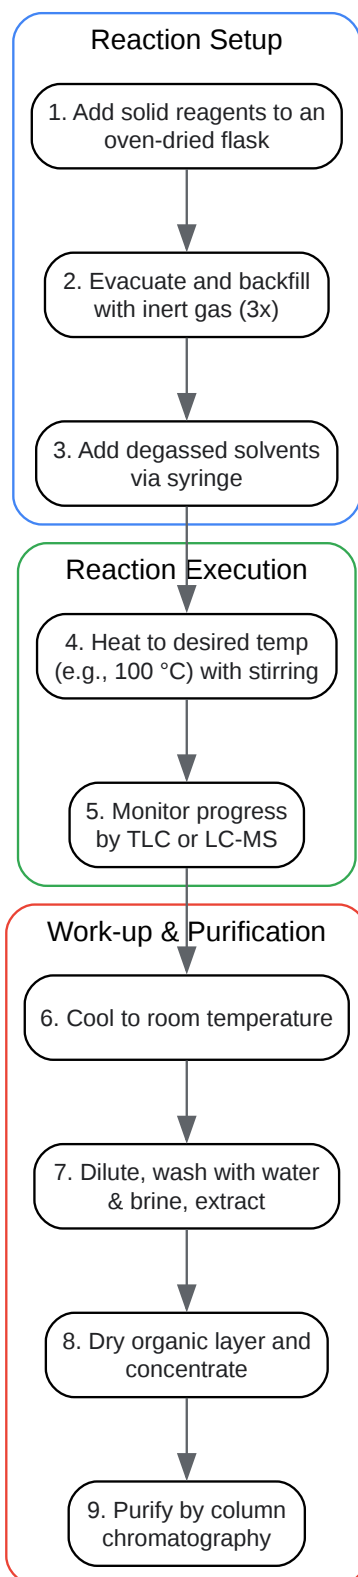 Reaction Setup
1. Add solid reagents to an
oven-dried flask
2. Evacuate and backfill
with inert gas (3x)
3. Add degassed solvents
via syringe
Reaction Execution
4. Heat to desired temp
(e.g., 100 °C) with stirring
5. Monitor progress
by TLC or LC-MS
Work-up & Purification
6. Cool to room temperature
7. Dilute, wash with water
& brine, extract
8. Dry organic layer and
concentrate
9. Purify by column
chromatography